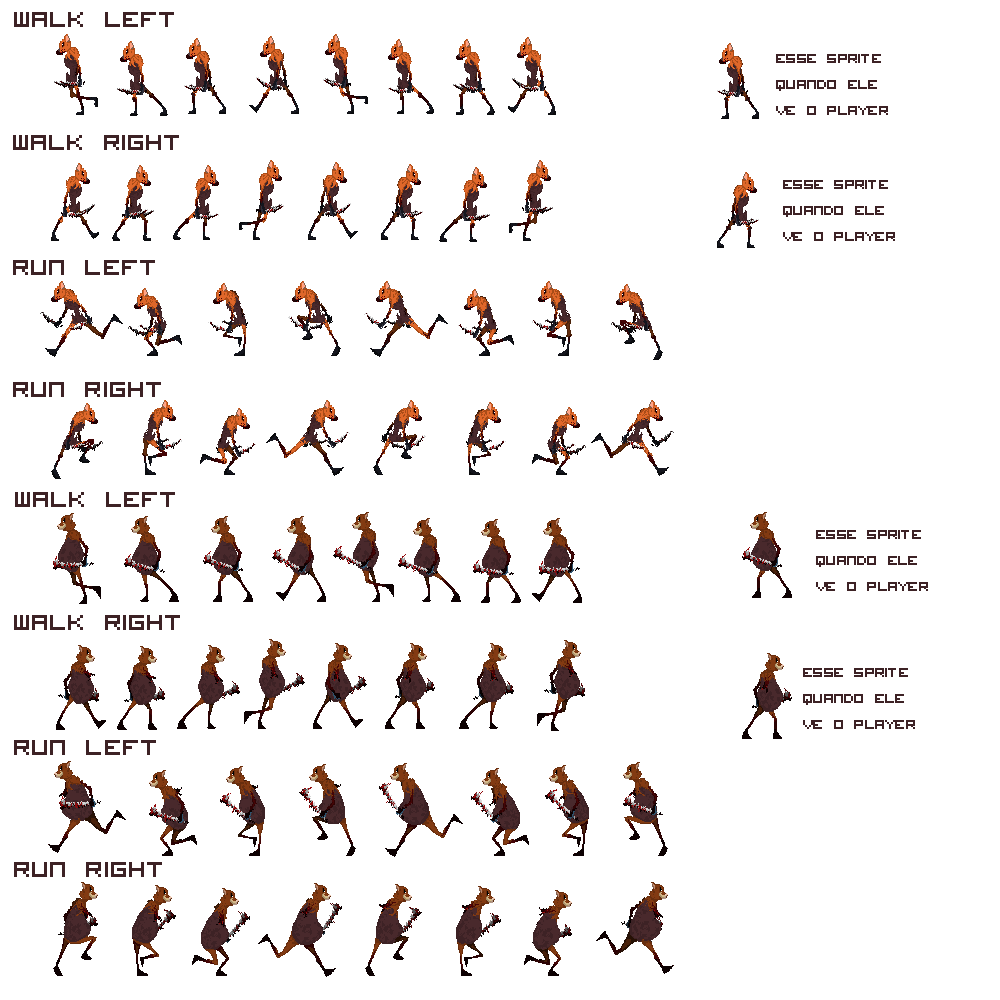 WALK LEFT
ESSE SPRITE
QUANDO ELE
VE O PLAYER
WALK RIGHT
ESSE SPRITE
QUANDO ELE
VE O PLAYER
RUN LEFT
RUN RIGHT
WALK LEFT
ESSE SPRITE
QUANDO ELE
VE O PLAYER
WALK RIGHT
ESSE SPRITE
QUANDO ELE
VE O PLAYER
RUN LEFT
RUN RIGHT